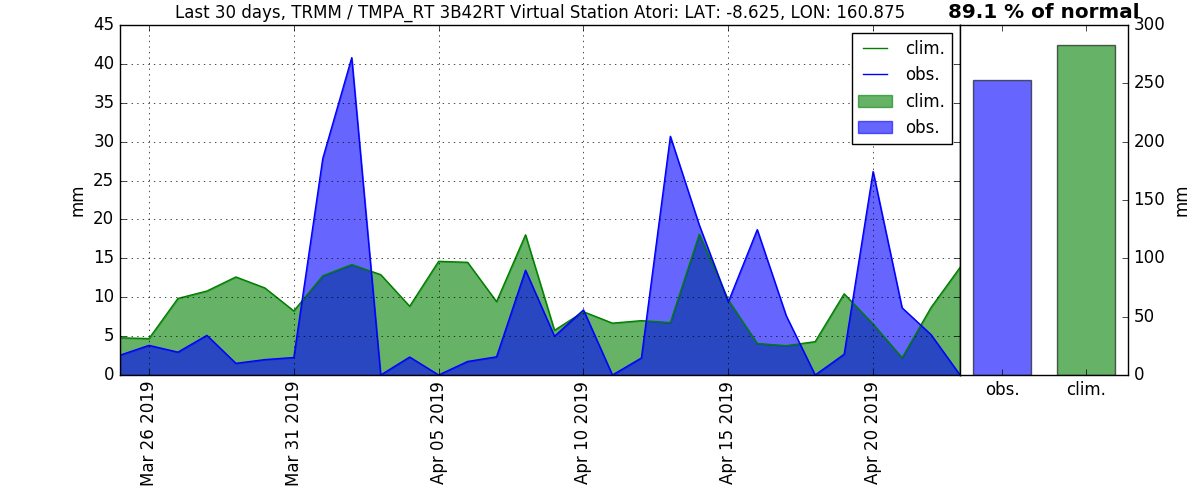 Last 30 days, TRMM / TMPA_RT 3B42RT Virtual Station Atori: LAT: -8.625, LON: 160.875
89.1 % of normal
45
40
35
30
25
20
15
10
5
0
mm
clim.
obs.
clim.
obs.
300
250
200
150
100
50
0
mm
Mar 26 2019
Mar 31 2019
Apr 05 2019
Apr 10 2019
Apr 15 2019
Apr 20 2019
obs.
clim.